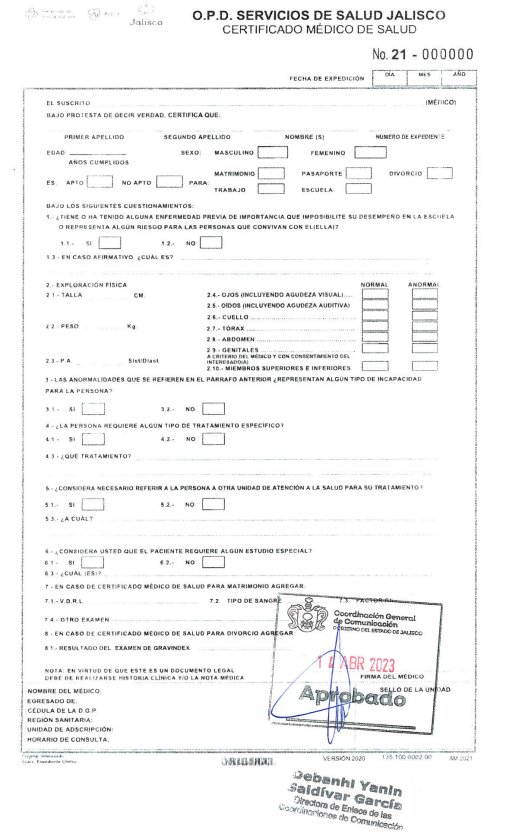 Jalisco
O.P.D. SERVICIOS DE SALUD JALISCO
CERTIFICADO MÉDICO DE SALUD
No. 21 - 000000
FECHA DE EXPEDICIÓN DÍA MES AÑO
EL SUSCRITO (MÉDICO)
BAJO PROTESTA DE DECIR VERDAD, CERTIFICA QUE:
PRIMER APELLIDO SEGUNDO APELLIDO NOMBRE (S) NÚMERO DE EXPEDIENTE
EDAD SEXO: MASCULINO FEMENINO
AÑOS CUMPLIDOS
MATRIMONIO PASAPORTE DIVORCIO
ES: APTO NO APTO PARA:
TRABAJO ESCUELA
BAJO LOS SIGUIENTES CUESTIONAMIENTOS:
1.- ¿TIENE O HA TENIDO ALGUNA ENFERMEDAD PREVIA DE IMPORTANCIA QUE IMPOSIBILITE SU DESEMPEÑO EN LA ESCUELA
O REPRESENTA ALGÚN RIESGO PARA LAS PERSONAS QUE CONVIVAN CON EL(ELLA)?
1.1.- SI 1.2.- NO
1.3.- EN CASO AFIRMATIVO ¿CUÁL ES?
2.- EXPLORACIÓN FÍSICA NORMAL ANORMAL
2.1.- TALLA CM. 2.4.- OJOS (INCLUYENDO AGUDEZA VISUAL)....
2.5.- OÍDOS (INCLUYENDO AGUDEZA AUDITIVA)
2.6.- CUELLO
2.2.- PESO Kg. 2.7.- TÓRAX
2.8.- ABDOMEN
2.9.- GENITALES
A CRITERIO DEL MÉDICO Y CON CONSENTIMIENTO DEL
INTERESADO(A)
2.3.- P.A. Sist/Diast 2.10.- MIEMBROS SUPERIORES E INFERIORES
3.- LAS ANORMALIDADES QUE SE REFIEREN EN EL PÁRRAFO ANTERIOR ¿REPRESENTAN ALGÚN TIPO DE INCAPACIDAD
PARA LA PERSONA?
3.1.- SI 3.2.- NO
4.- ¿LA PERSONA REQUIERE ALGÚN TIPO DE TRATAMIENTO ESPECÍFICO?
4.1.- SI 4.2.- NO
4.3.- ¿QUÉ TRATAMIENTO?
5.- ¿CONSIDERA NECESARIO REFERIR A LA PERSONA A OTRA UNIDAD DE ATENCIÓN A LA SALUD PARA SU TRATAMIENTO?
5.1.- SI 5.2.- NO
5.3.- ¿A CUÁL?
6.- ¿CONSIDERA USTED QUE EL PACIENTE REQUIERE ALGÚN ESTUDIO ESPECIAL?
6.1.- SI 6.2.- NO
6.3.- ¿CUÁL (ES)?
7.- EN CASO DE CERTIFICADO MÉDICO DE SALUD PARA MATRIMONIO AGREGAR:
7.1.- V.D.R.L. 7.2. TIPO DE SANGRE 7.3. FACTOR
Coordinación General
de Comunicación
GOBIERNO DEL ESTADO DE JALISCO
7.4.- OTRO EXAMEN
8.- EN CASO DE CERTIFICADO MÉDICO DE SALUD PARA DIVORCIO AGREGAR:
8.1.- RESULTADO DEL EXAMEN DE GRAVINDEX
14 ABR 2023
NOTA: EN VIRTUD DE QUE ESTE ES UN DOCUMENTO LEGAL
DEBE DE REALIZARSE HISTORIA CLÍNICA Y/O LA NOTA MÉDICA
FIRMA DEL MÉDICO
SELLO DE LA UNIDAD
Aprobado
NOMBRE DEL MÉDICO:
EGRESADO DE:
CÉDULA DE LA D.G.P.
REGIÓN SANITARIA:
UNIDAD DE ADSCRIPCIÓN:
HORARIO DE CONSULTA:
Original: Interesado
Copia: Expediente Clínico
ORIGINAL
VERSIÓN 2020 135.100.0002.00 JM.2021
Debanhi Yanin
Saldívar García
Directora de Enlace de las
Coordinaciones de Comunicación